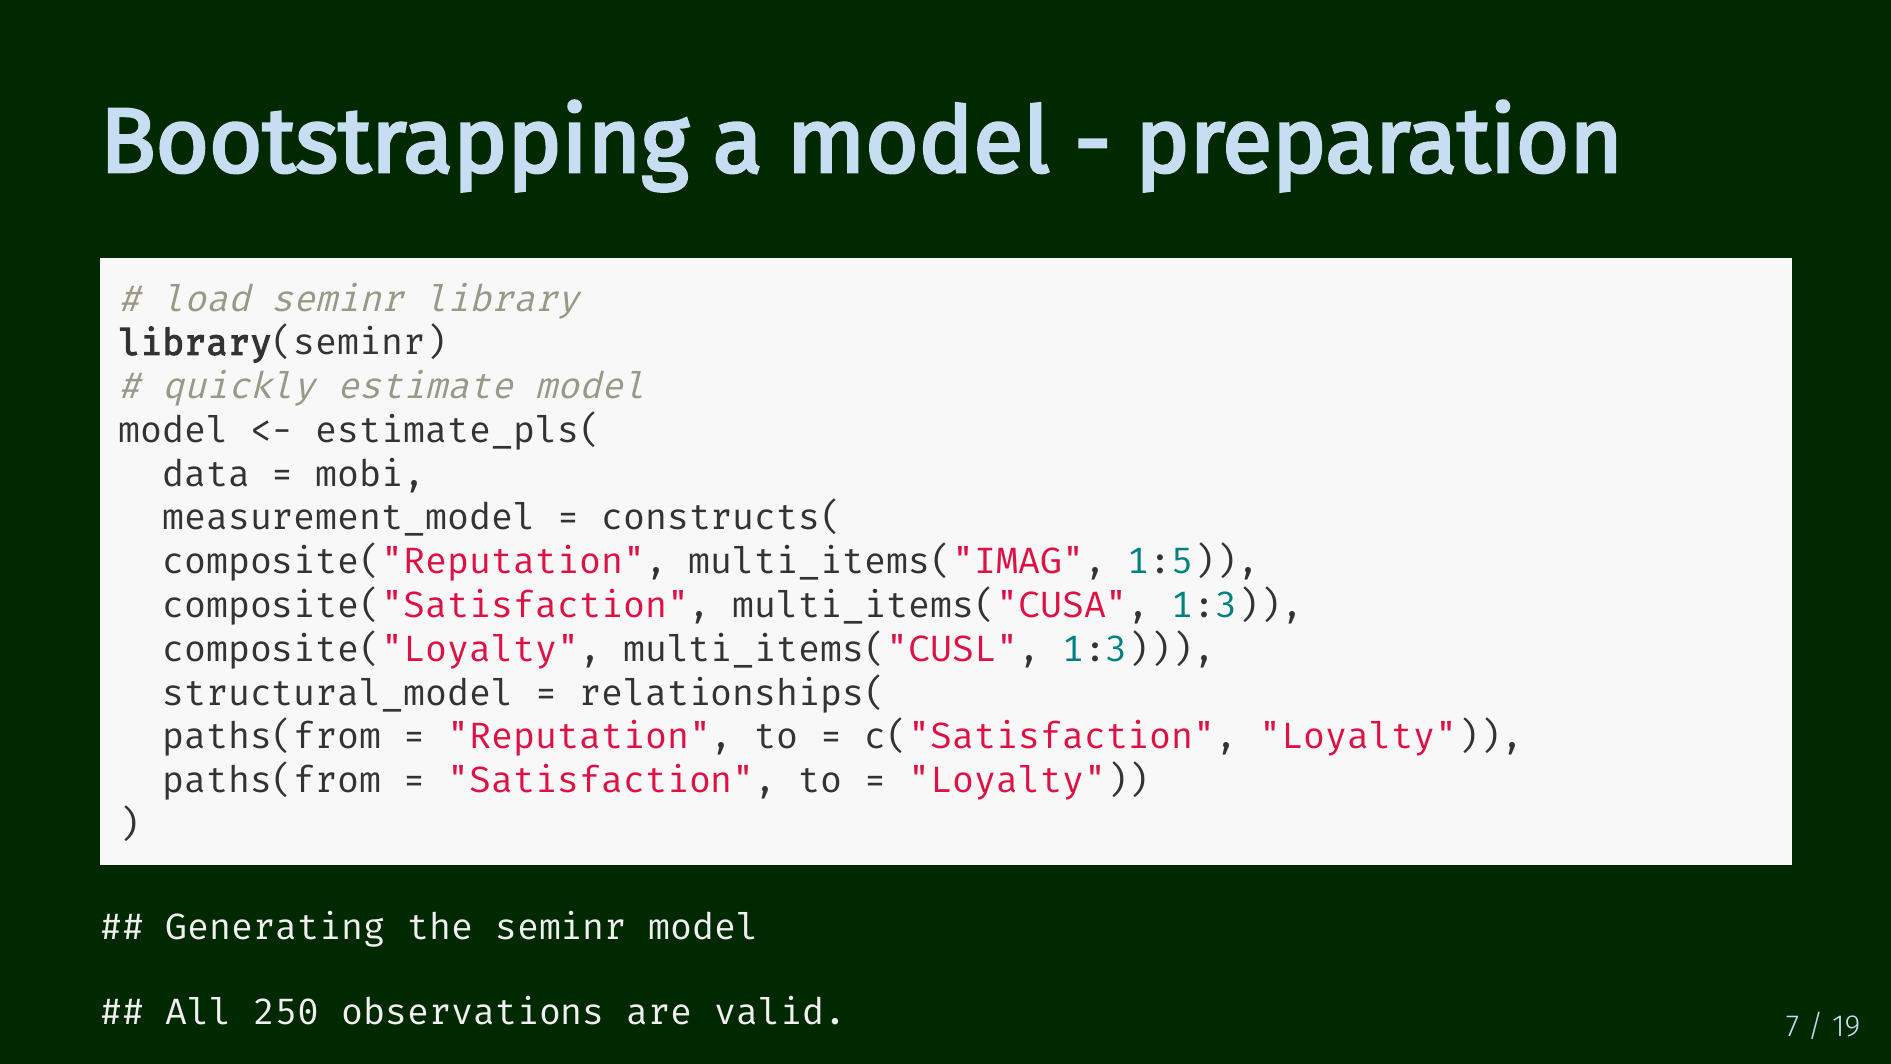 Bootstrapping a model - preparation
# load seminr library
library(seminr)
# quickly estimate model
model <- estimate_pls(
  data = mobi,
  measurement_model = constructs(
  composite("Reputation", multi_items("IMAG", 1:5)),
  composite("Satisfaction", multi_items("CUSA", 1:3)),
  composite("Loyalty", multi_items("CUSL", 1:3))),
  structural_model = relationships(
  paths(from = "Reputation", to = c("Satisfaction", "Loyalty")),
  paths(from = "Satisfaction", to = "Loyalty"))
)
## Generating the seminr model
## All 250 observations are valid.
7 / 19